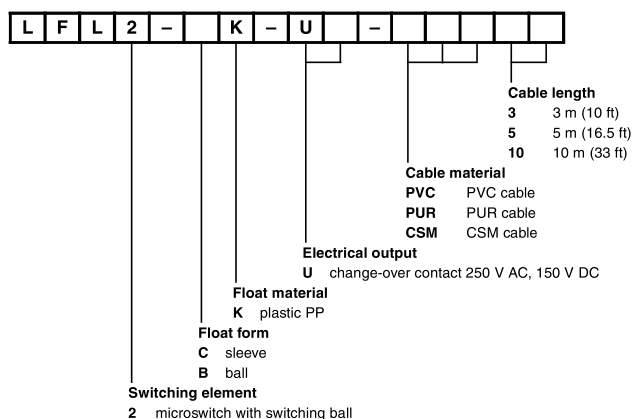 L F L 2 – K – U –
Cable length
3 3 m (10 ft)
5 5 m (16.5 ft)
10 10 m (33 ft)
Cable material
PVC PVC cable
PUR PUR cable
CSM CSM cable
Electrical output
U change-over contact 250 V AC, 150 V DC
Float material
K plastic PP
Float form
C sleeve
B ball
Switching element
2 microswitch with switching ball